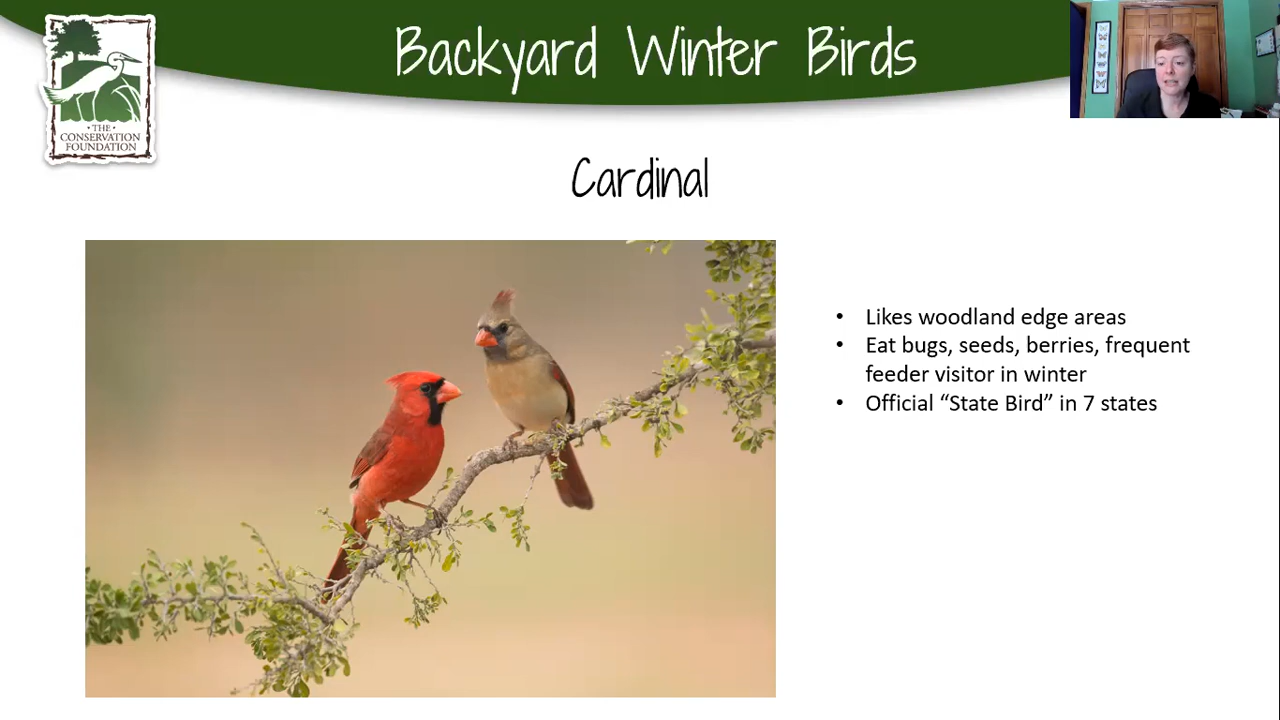 Backyard Winter Birds
• THE •
CONSERVATION
FOUNDATION
Cardinal
• Likes woodland edge areas
• Eat bugs, seeds, berries, frequent
feeder visitor in winter
• Official “State Bird” in 7 states